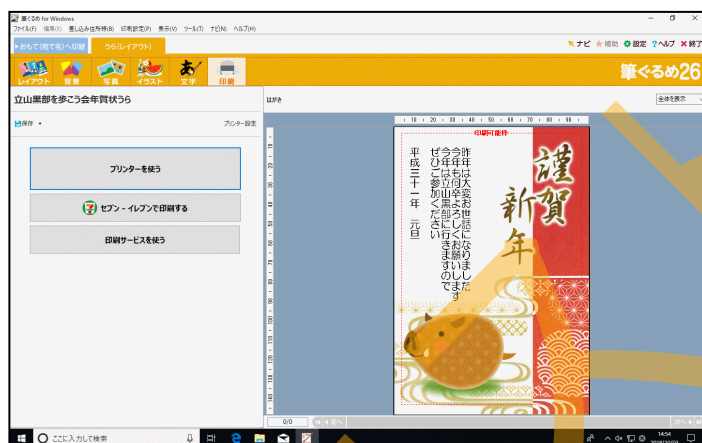 筆ぐるめ for Windows
ファイル(F) 編集(E) 差し込み住所録(B) 印刷設定(P) 表示(V) ツール(T) ナビ(N) ヘルプ(H)
▸おもて(宛て名)へ切替 うら(レイアウト)
ナビ 補助 設定 ?ヘルプ ×終了
レイアウト 背景 写真 イラスト 文字 印刷
筆ぐるめ26
立山黒部を歩こう会年賀状うら
はがき
全体を表示
保存
プリンター設定
プリンターを使う
セブン‐イレブンで印刷する
印刷サービスを使う
印刷可能枠
謹賀
新年
昨年は大変お世話になりました
今年も何卒よろしくお願いします
今年は立山黒部に行きますので
ぜひご参加ください
平成三十一年 元旦
0/0
前へ
次へ
ここに入力して検索
14:54